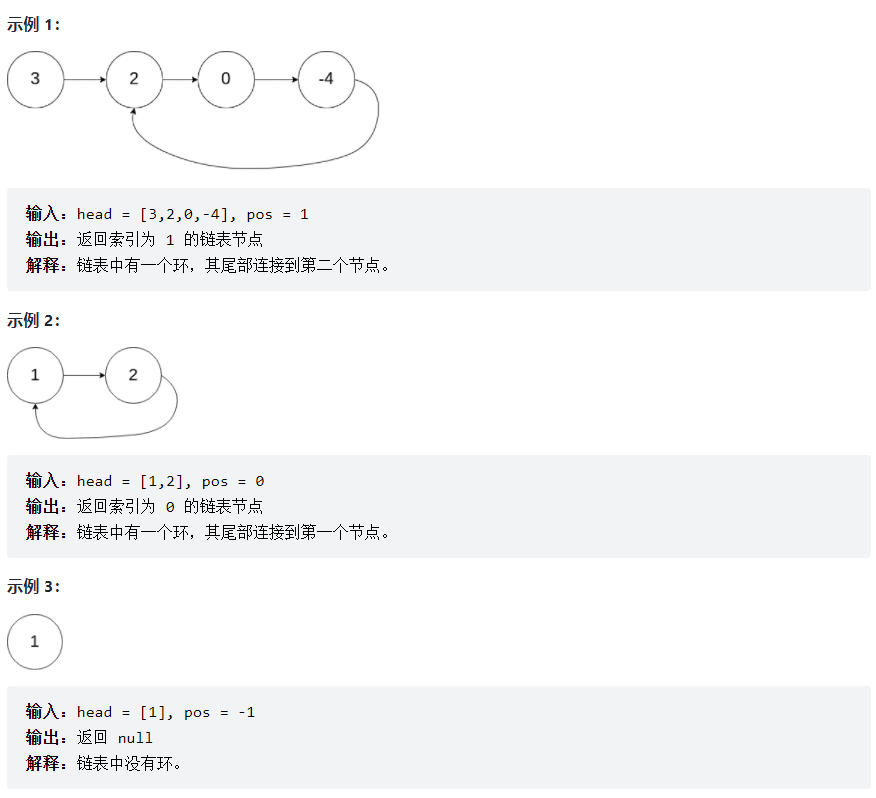 示例 1：
3 2 0 -4
输入：head = [3,2,0,-4], pos = 1
输出：返回索引为 1 的链表节点
解释：链表中有一个环，其尾部连接到第二个节点。
示例 2：
1 2
输入：head = [1,2], pos = 0
输出：返回索引为 0 的链表节点
解释：链表中有一个环，其尾部连接到第一个节点。
示例 3：
1
输入：head = [1], pos = -1
输出：返回 null
解释：链表中没有环。